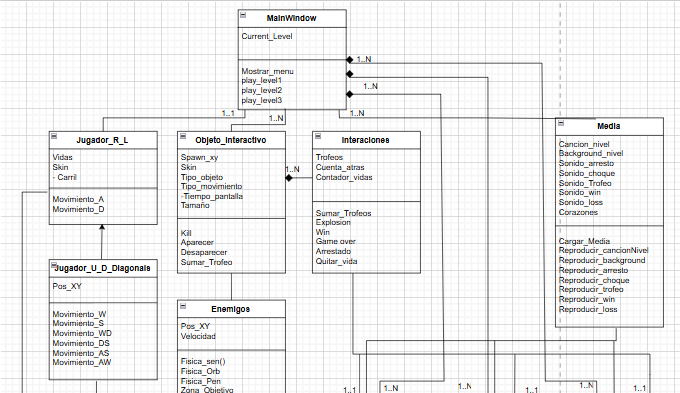 MainWindow
Current_Level
Mostrar_menu
play_level1
play_level2
play_level3
1..N
1..N
1..1
1..N
1..N
Jugador_R_L
Vidas
Skin
- Carril
Movimiento_A
Movimiento_D
Objeto_Interactivo
Spawn_xy
Skin
Tipo_objeto
Tipo_movimiento
-Tiempo_pantalla
Tamaño
Kill
Aparecer
Desaparecer
Sumar_Trofeo
1..N
Interaciones
Trofeos
Cuenta_atras
Contador_vidas
Sumar_Trofeos
Explosion
Win
Game over
Arrestado
Quitar_vida
Media
Cancion_nivel
Background_nivel
Sonido_arresto
Sonido_choque
Sonido_Trofeo
Sonido_win
Sonido_loss
Corazones
Cargar_Media
Reproducir_cancionNivel
Reproducir_background
Reproducir_arresto
Reproducir_choque
Reproducir_trofeo
Reproducir_win
Reproducir_loss
Jugador_U_D_Diagonals
Pos_XY
Movimiento_W
Movimiento_S
Movimiento_WD
Movimiento_DS
Movimiento_AS
Movimiento_AW
Enemigos
Pos_XY
Velocidad
Fisica_sen()
Fisica_Orb
Fisica_Pen
Zona_Objetivo
1..1
1..N
1..N
1..1
1..N
1..1